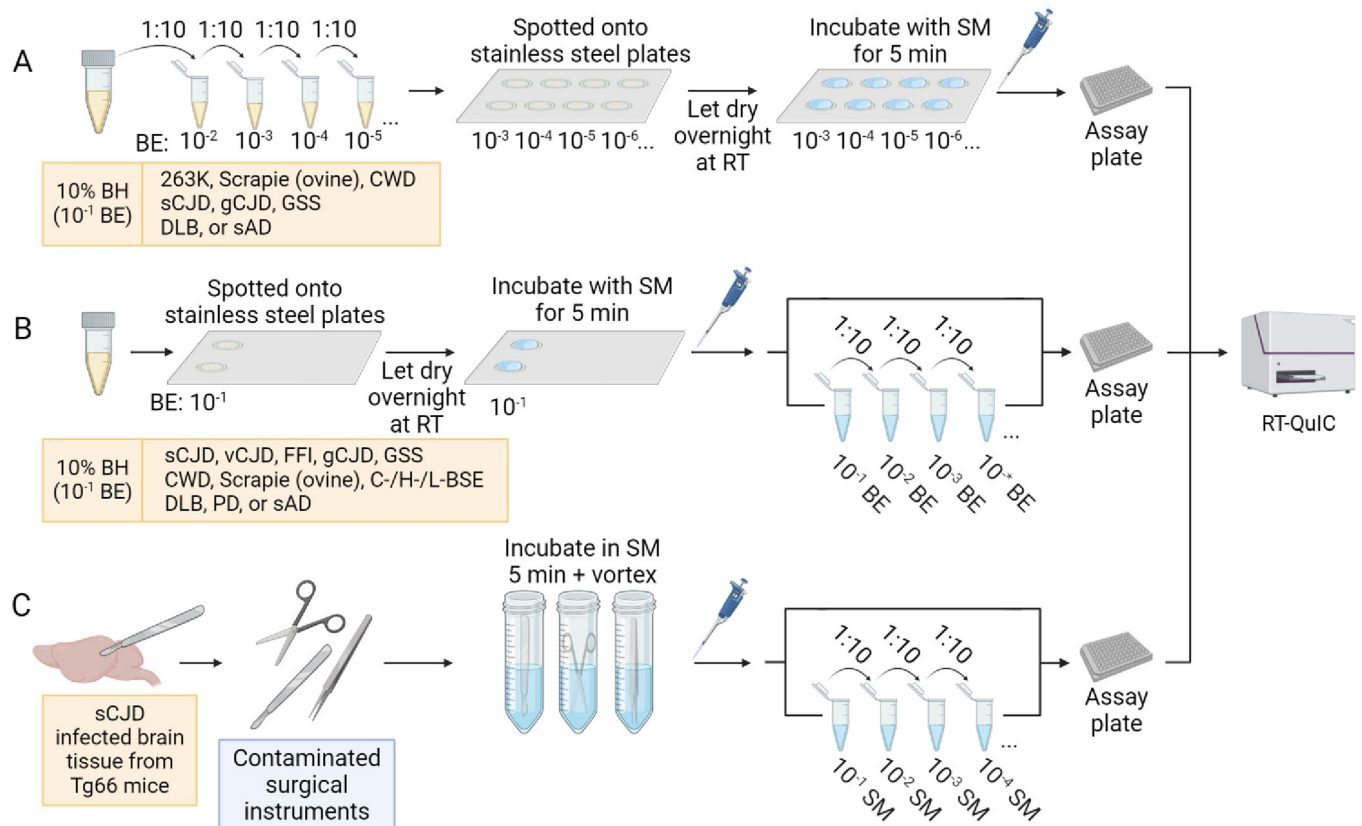 A
1:10 1:10 1:10 1:10
BE: 10⁻² 10⁻³ 10⁻⁴ 10⁻⁵ ...
10% BH
(10⁻¹ BE)
263K, Scrapie (ovine), CWD
sCJD, gCJD, GSS
DLB, or sAD
Spotted onto
stainless steel plates
10⁻³ 10⁻⁴ 10⁻⁵ 10⁻⁶...
Let dry
overnight
at RT
Incubate with SM
for 5 min
10⁻³ 10⁻⁴ 10⁻⁵ 10⁻⁶...
Assay
plate
B
Spotted onto
stainless steel plates
BE: 10⁻¹
10% BH
(10⁻¹ BE)
sCJD, vCJD, FFI, gCJD, GSS
CWD, Scrapie (ovine), C-/H-/L-BSE
DLB, PD, or sAD
Let dry
overnight
at RT
Incubate with SM
for 5 min
10⁻¹
1:10 1:10 1:10
...
10⁻¹ BE 10⁻² BE 10⁻³ BE 10⁻* BE
Assay
plate
RT-QuIC
C
sCJD
infected brain
tissue from
Tg66 mice
Contaminated
surgical
instruments
Incubate in SM
5 min + vortex
1:10 1:10 1:10
...
10⁻¹ SM 10⁻² SM 10⁻³ SM 10⁻⁴ SM
Assay
plate